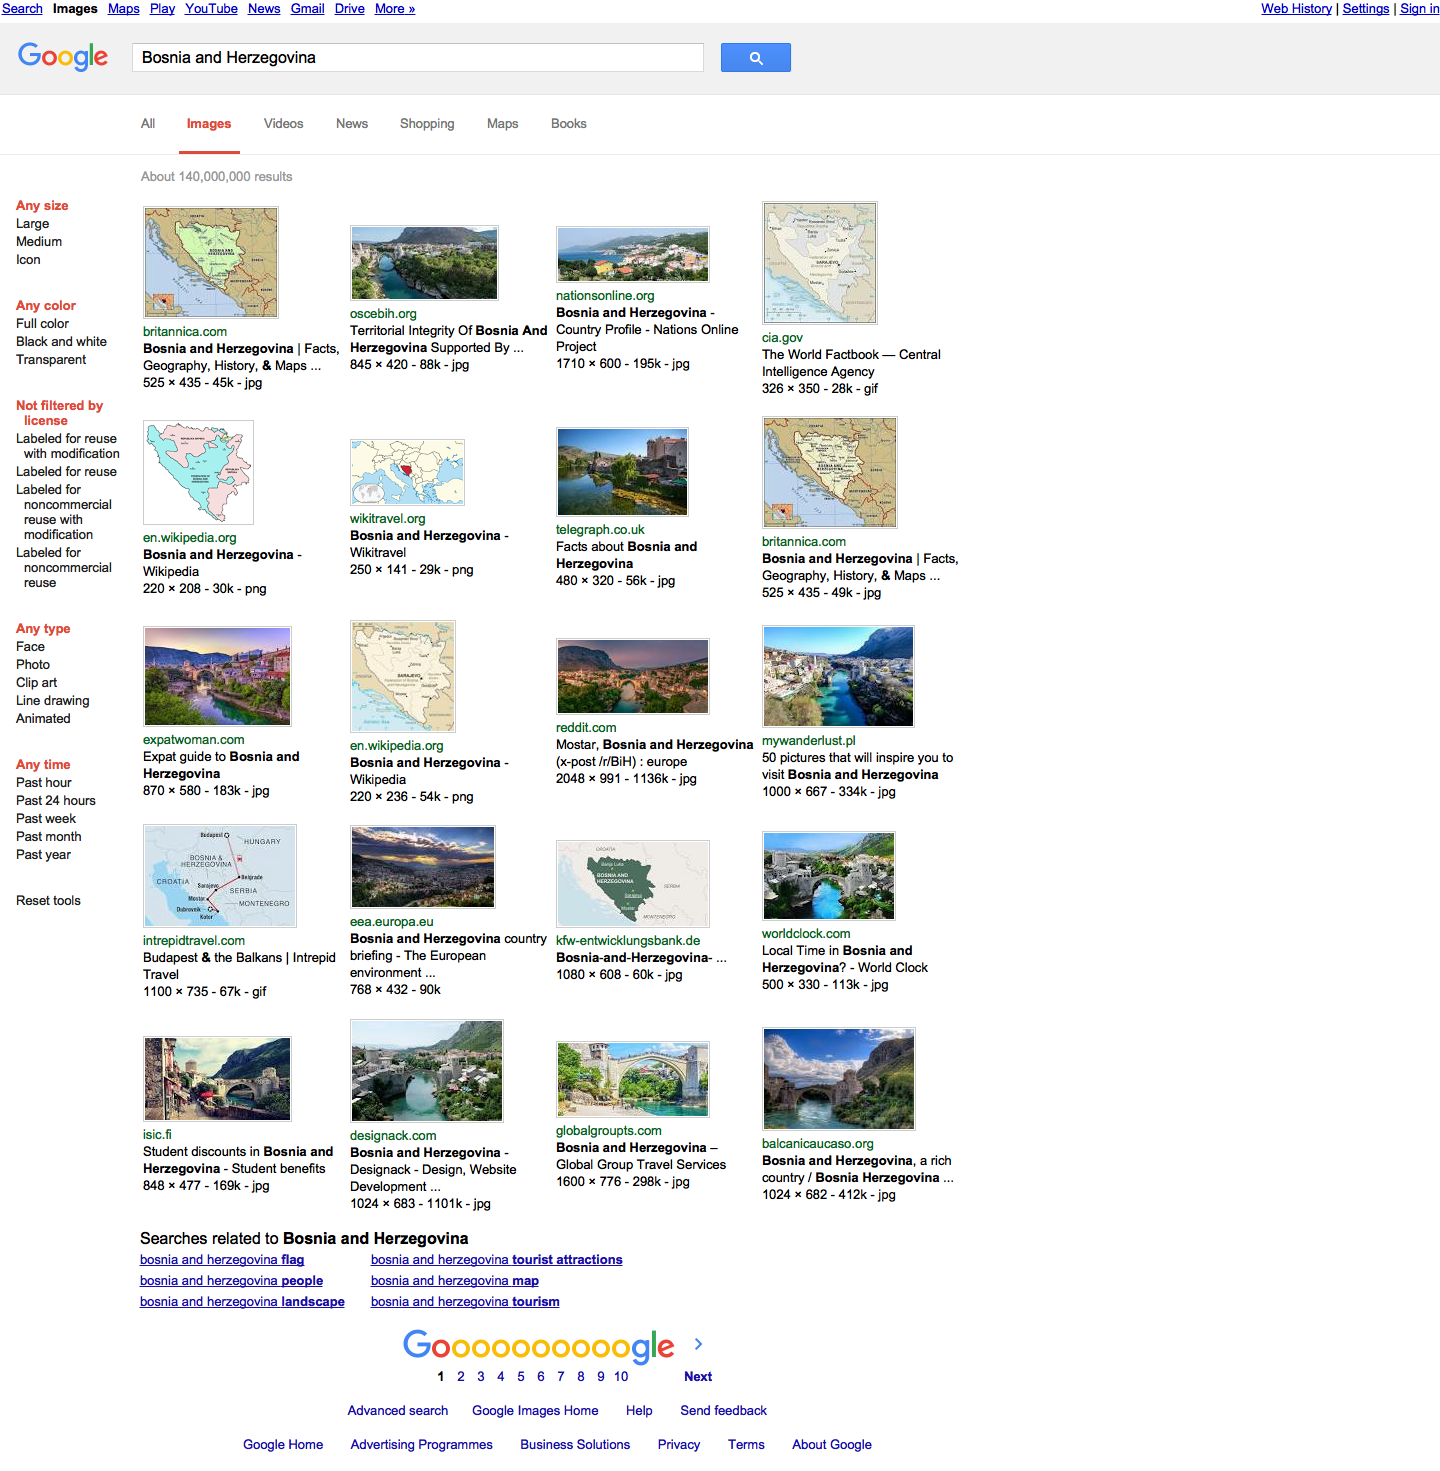 Search Images Maps Play YouTube News Gmail Drive More »
Web History | Settings | Sign in
Google
Bosnia and Herzegovina
All Images Videos News Shopping Maps Books
About 140,000,000 results
Any size
Large
Medium
Icon
Any color
Full color
Black and white
Transparent
Not filtered by
license
Labeled for reuse
with modification
Labeled for reuse
Labeled for
noncommercial
reuse with
modification
Labeled for
noncommercial
reuse
Any type
Face
Photo
Clip art
Line drawing
Animated
Any time
Past hour
Past 24 hours
Past week
Past month
Past year
Reset tools
britannica.com
Bosnia and Herzegovina | Facts,
Geography, History, & Maps ...
525 × 435 - 45k - jpg
oscebih.org
Territorial Integrity Of Bosnia And
Herzegovina Supported By ...
845 × 420 - 88k - jpg
nationsonline.org
Bosnia and Herzegovina -
Country Profile - Nations Online
Project
1710 × 600 - 195k - jpg
cia.gov
The World Factbook — Central
Intelligence Agency
326 × 350 - 28k - gif
en.wikipedia.org
Bosnia and Herzegovina -
Wikipedia
220 × 208 - 30k - png
wikitravel.org
Bosnia and Herzegovina -
Wikitravel
250 × 141 - 29k - png
telegraph.co.uk
Facts about Bosnia and
Herzegovina
480 × 320 - 56k - jpg
britannica.com
Bosnia and Herzegovina | Facts,
Geography, History, & Maps ...
525 × 435 - 49k - jpg
expatwoman.com
Expat guide to Bosnia and
Herzegovina
870 × 580 - 183k - jpg
en.wikipedia.org
Bosnia and Herzegovina -
Wikipedia
220 × 236 - 54k - png
reddit.com
Mostar, Bosnia and Herzegovina
(x-post /r/BiH) : europe
2048 × 991 - 1136k - jpg
mywanderlust.pl
50 pictures that will inspire you to
visit Bosnia and Herzegovina
1000 × 667 - 334k - jpg
Budapest
HUNGARY
BOSNIA &
HERZEGOVINA
CROATIA
Belgrade
Sarajevo
SERBIA
Mostar
MONTENEGRO
Dubrovnik
Kotor
intrepidtravel.com
Budapest & the Balkans | Intrepid
Travel
1100 × 735 - 67k - gif
eea.europa.eu
Bosnia and Herzegovina country
briefing - The European
environment ...
768 × 432 - 90k
CROATIA
Banja Luka
BOSNIA AND
HERZEGOVINA
SERBIA
Sarajevo
Mostar
MONTENEGRO
kfw-entwicklungsbank.de
Bosnia-and-Herzegovina- ...
1080 × 608 - 60k - jpg
worldclock.com
Local Time in Bosnia and
Herzegovina? - World Clock
500 × 330 - 113k - jpg
isic.fi
Student discounts in Bosnia and
Herzegovina - Student benefits
848 × 477 - 169k - jpg
designack.com
Bosnia and Herzegovina -
Designack - Design, Website
Development ...
1024 × 683 - 1101k - jpg
globalgroupts.com
Bosnia and Herzegovina –
Global Group Travel Services
1600 × 776 - 298k - jpg
balcanicaucaso.org
Bosnia and Herzegovina, a rich
country / Bosnia Herzegovina ...
1024 × 682 - 412k - jpg
Searches related to Bosnia and Herzegovina
bosnia and herzegovina flag
bosnia and herzegovina tourist attractions
bosnia and herzegovina people
bosnia and herzegovina map
bosnia and herzegovina landscape
bosnia and herzegovina tourism
Goooooooooogle
1 2 3 4 5 6 7 8 9 10 Next
Advanced search Google Images Home Help Send feedback
Google Home Advertising Programmes Business Solutions Privacy Terms About Google